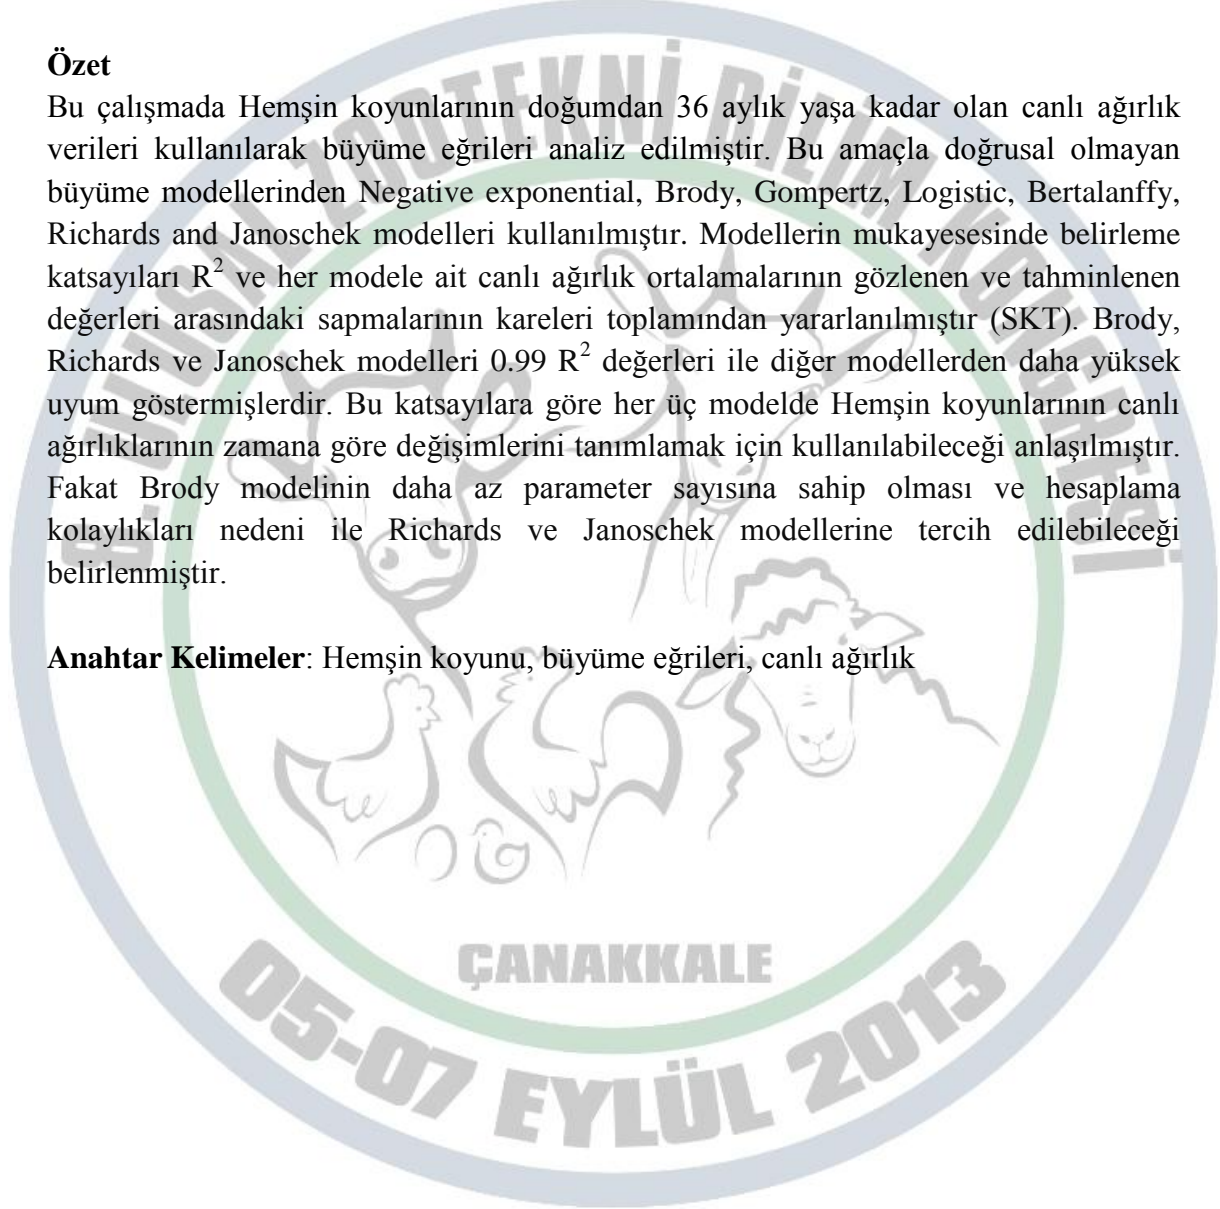 Özet
Bu çalışmada Hemşin koyunlarının doğumdan 36 aylık yaşa kadar olan canlı ağırlık
verileri kullanılarak büyüme eğrileri analiz edilmiştir. Bu amaçla doğrusal olmayan
büyüme modellerinden Negative exponential, Brody, Gompertz, Logistic, Bertalanffy,
Richards and Janoschek modelleri kullanılmıştır. Modellerin mukayesesinde belirleme
katsayıları R² ve her modele ait canlı ağırlık ortalamalarının gözlenen ve tahminlenen
değerleri arasındaki sapmalarının kareleri toplamından yararlanılmıştır (SKT). Brody,
Richards ve Janoschek modelleri 0.99 R² değerleri ile diğer modellerden daha yüksek
uyum göstermişlerdir. Bu katsayılara göre her üç modelde Hemşin koyunlarının canlı
ağırlıklarının zamana göre değişimlerini tanımlamak için kullanılabileceği anlaşılmıştır.
Fakat Brody modelinin daha az parameter sayısına sahip olması ve hesaplama
kolaylıkları nedeni ile Richards ve Janoschek modellerine tercih edilebileceği
belirlenmiştir.
Anahtar Kelimeler: Hemşin koyunu, büyüme eğrileri, canlı ağırlık
8. ULUSAL ZOOTEKNİ BİLİM KONGRESİ
ÇANAKKALE
05-07 EYLÜL 2013